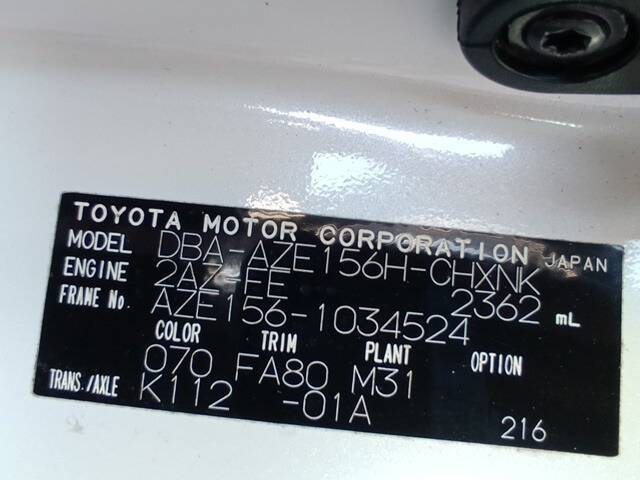 TOYOTA MOTOR CORPORATION JAPAN
MODEL DBA-AZE156H-CHXNK
ENGINE 2AZ-FE 2362 mL
FRAME No. AZE156-1034524
COLOR TRIM PLANT OPTION
070 FA80 M31
TRANS./AXLE K112 -01A
216